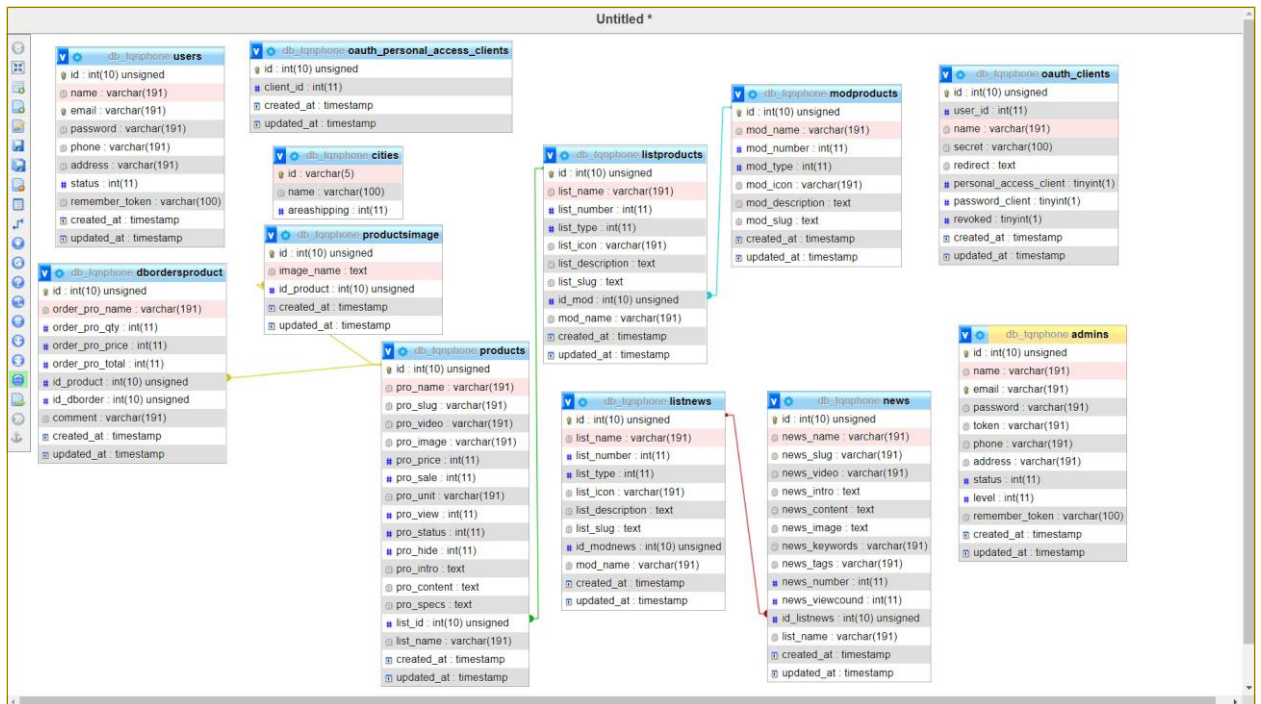 Untitled *
db_tqnphone users
id : int(10) unsigned
name : varchar(191)
email : varchar(191)
password : varchar(191)
phone : varchar(191)
address : varchar(191)
status : int(11)
remember_token : varchar(100)
created_at : timestamp
updated_at : timestamp
db_tqnphone oauth_personal_access_clients
id : int(10) unsigned
client_id : int(11)
created_at : timestamp
updated_at : timestamp
db_tqnphone cities
id : varchar(5)
name : varchar(100)
areashipping : int(11)
db_tqnphone productsimage
id : int(10) unsigned
image_name : text
id_product : int(10) unsigned
created_at : timestamp
updated_at : timestamp
db_tqnphone dbordersproduct
id : int(10) unsigned
order_pro_name : varchar(191)
order_pro_qty : int(11)
order_pro_price : int(11)
order_pro_total : int(11)
id_product : int(10) unsigned
id_dborder : int(10) unsigned
comment : varchar(191)
created_at : timestamp
updated_at : timestamp
db_tqnphone products
id : int(10) unsigned
pro_name : varchar(191)
pro_slug : varchar(191)
pro_video : varchar(191)
pro_image : varchar(191)
pro_price : int(11)
pro_sale : int(11)
pro_unit : varchar(191)
pro_view : int(11)
pro_status : int(11)
pro_hide : int(11)
pro_intro : text
pro_content : text
pro_specs : text
list_id : int(10) unsigned
list_name : varchar(191)
created_at : timestamp
updated_at : timestamp
db_tqnphone listproducts
id : int(10) unsigned
list_name : varchar(191)
list_number : int(11)
list_type : int(11)
list_icon : varchar(191)
list_description : text
list_slug : text
id_mod : int(10) unsigned
mod_name : varchar(191)
created_at : timestamp
updated_at : timestamp
db_tqnphone modproducts
id : int(10) unsigned
mod_name : varchar(191)
mod_number : int(11)
mod_type : int(11)
mod_icon : varchar(191)
mod_description : text
mod_slug : text
created_at : timestamp
updated_at : timestamp
db_tqnphone oauth_clients
id : int(10) unsigned
user_id : int(11)
name : varchar(191)
secret : varchar(100)
redirect : text
personal_access_client : tinyint(1)
password_client : tinyint(1)
revoked : tinyint(1)
created_at : timestamp
updated_at : timestamp
db_tqnphone listnews
id : int(10) unsigned
list_name : varchar(191)
list_number : int(11)
list_type : int(11)
list_icon : varchar(191)
list_description : text
list_slug : text
id_modnews : int(10) unsigned
mod_name : varchar(191)
created_at : timestamp
updated_at : timestamp
db_tqnphone news
id : int(10) unsigned
news_name : varchar(191)
news_slug : varchar(191)
news_video : varchar(191)
news_intro : text
news_content : text
news_image : text
news_keywords : varchar(191)
news_tags : varchar(191)
news_number : int(11)
news_viewcound : int(11)
id_listnews : int(10) unsigned
list_name : varchar(191)
created_at : timestamp
updated_at : timestamp
db_tqnphone admins
id : int(10) unsigned
name : varchar(191)
email : varchar(191)
password : varchar(191)
token : varchar(191)
phone : varchar(191)
address : varchar(191)
status : int(11)
level : int(11)
remember_token : varchar(100)
created_at : timestamp
updated_at : timestamp